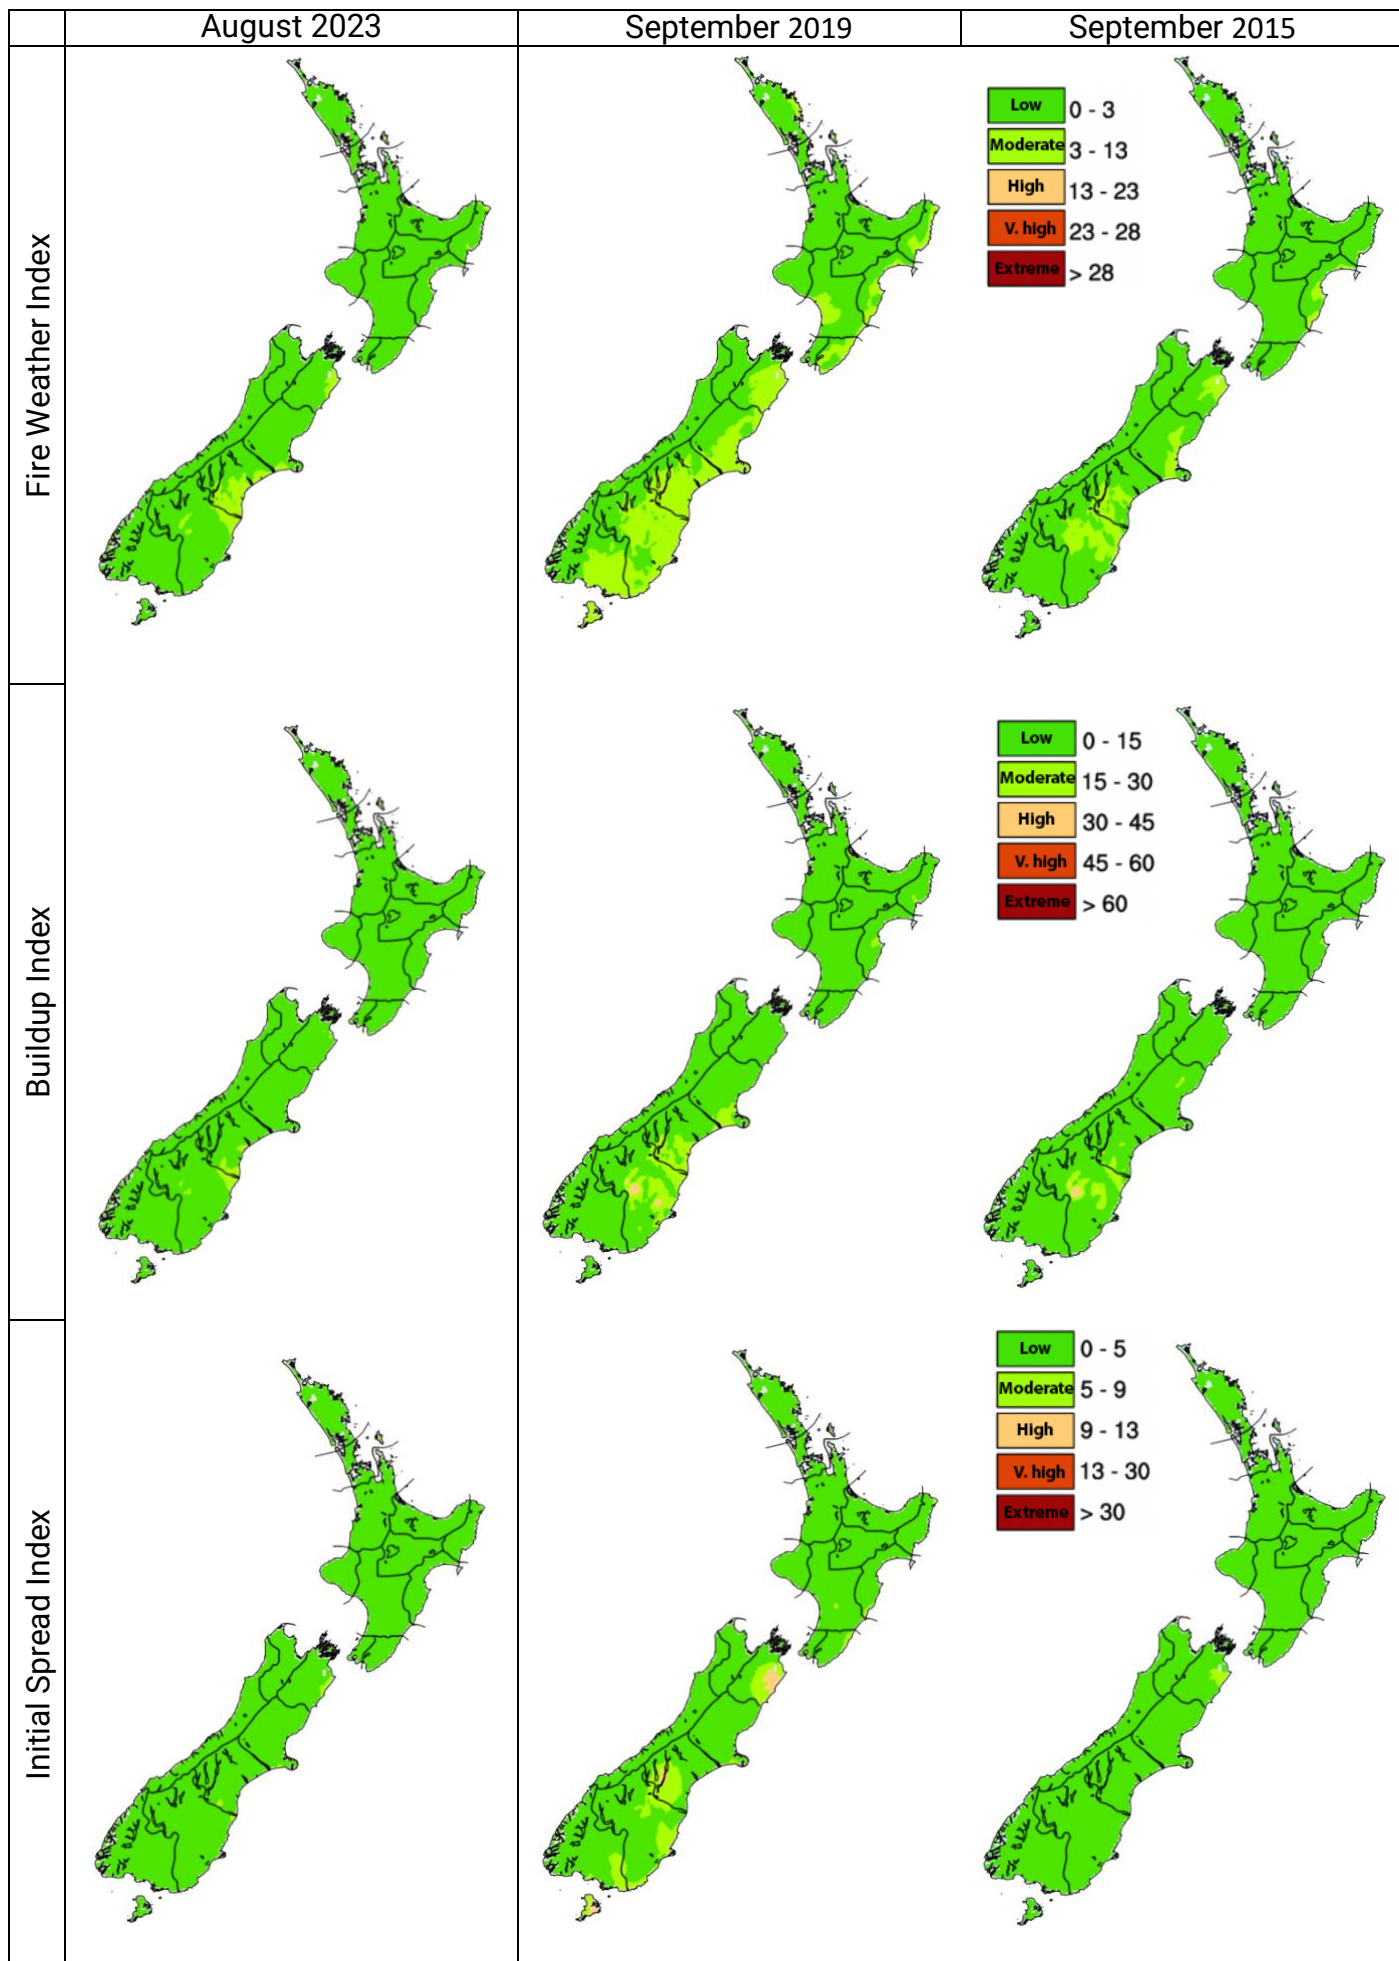 August 2023
September 2019
September 2015
Fire Weather Index
Low 0 - 3
Moderate 3 - 13
High 13 - 23
V. high 23 - 28
Extreme > 28
Buildup Index
Low 0 - 15
Moderate 15 - 30
High 30 - 45
V. high 45 - 60
Extreme > 60
Initial Spread Index
Low 0 - 5
Moderate 5 - 9
High 9 - 13
V. high 13 - 30
Extreme > 30